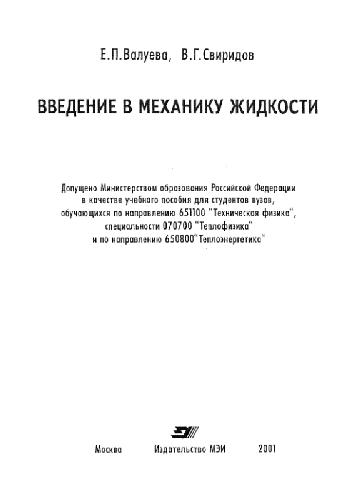 Е.П.Валуева, В.Г.Свиридов
ВВЕДЕНИЕ В МЕХАНИКУ ЖИДКОСТИ
Допущено Министерством образования Российской Федерации
в качестве учебного пособия для студентов вузов,
обучающихся по направлению 651100 "Техническая физика",
специальности 070700 "Теплофизика"
и по направлению 650800"Теплоэнергетика"
Москва Издательство МЭИ 2001